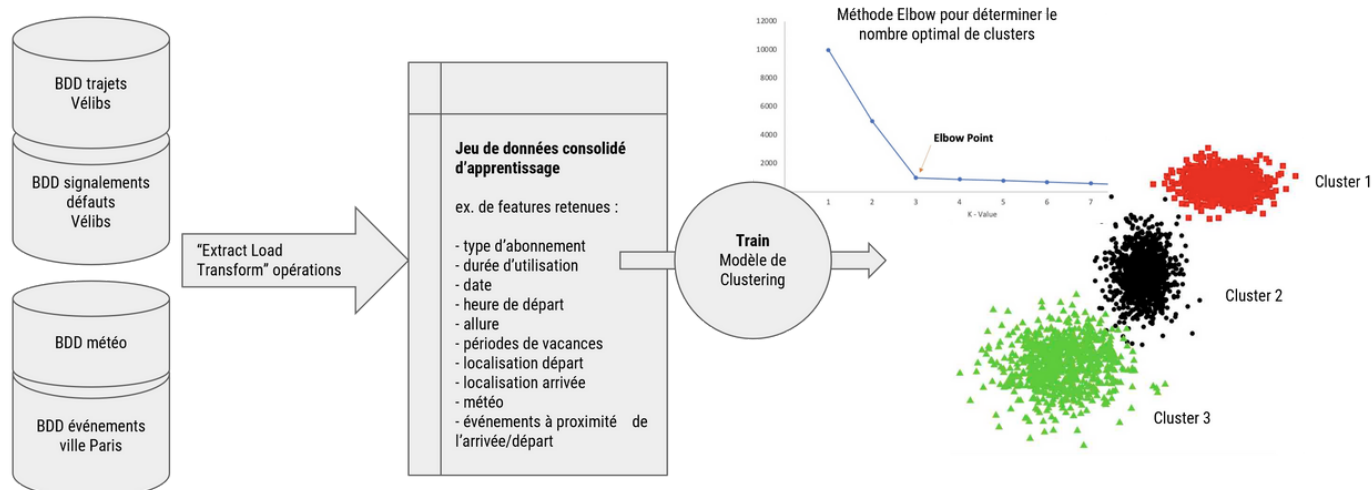 BDD trajets
Vélibs
BDD signalements
défauts
Vélibs
BDD météo
BDD événements
ville Paris
“Extract Load
Transform” opérations
Jeu de données consolidé
d’apprentissage
ex. de features retenues :
- type d’abonnement
- durée d’utilisation
- date
- heure de départ
- allure
- périodes de vacances
- localisation départ
- localisation arrivée
- météo
- événements à proximité de
l’arrivée/départ
Train
Modèle de
Clustering
Méthode Elbow pour déterminer le
nombre optimal de clusters
12000
10000
8000
6000
4000
2000
Elbow Point
1 2 3 4 5 6 7
K - Value
Cluster 1
Cluster 2
Cluster 3